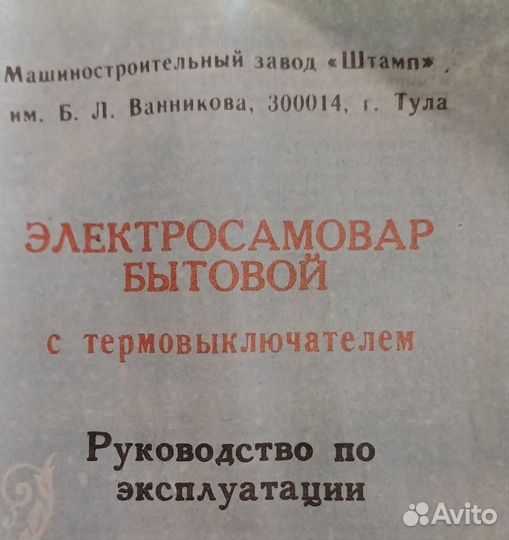 Машиностроительный завод «Штамп»,
им. Б. Л. Ванникова, 300014, г. Тула
ЭЛЕКТРОСАМОВАР
БЫТОВОЙ
с термовыключателем
Руководство по
эксплуатации
Avito